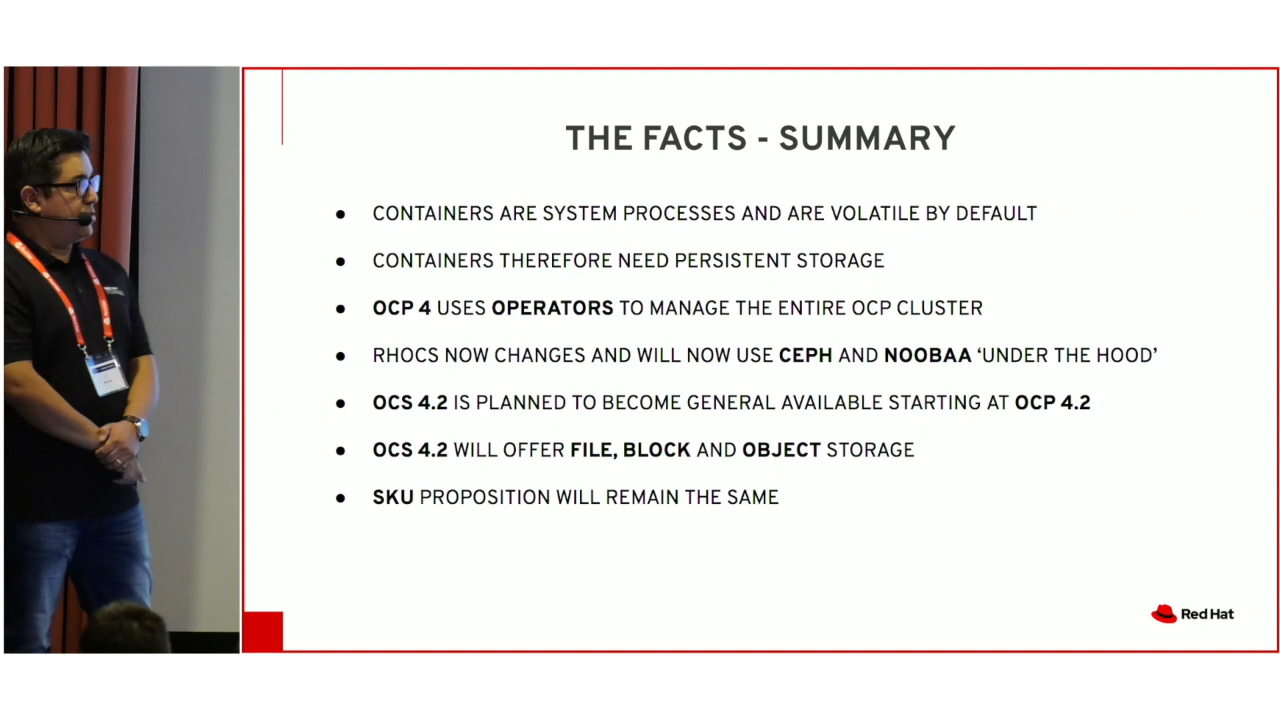 THE FACTS - SUMMARY
● CONTAINERS ARE SYSTEM PROCESSES AND ARE VOLATILE BY DEFAULT
● CONTAINERS THEREFORE NEED PERSISTENT STORAGE
● OCP 4 USES OPERATORS TO MANAGE THE ENTIRE OCP CLUSTER
● RHOCS NOW CHANGES AND WILL NOW USE CEPH AND NOOBAA ‘UNDER THE HOOD’
● OCS 4.2 IS PLANNED TO BECOME GENERAL AVAILABLE STARTING AT OCP 4.2
● OCS 4.2 WILL OFFER FILE, BLOCK AND OBJECT STORAGE
● SKU PROPOSITION WILL REMAIN THE SAME
Red Hat